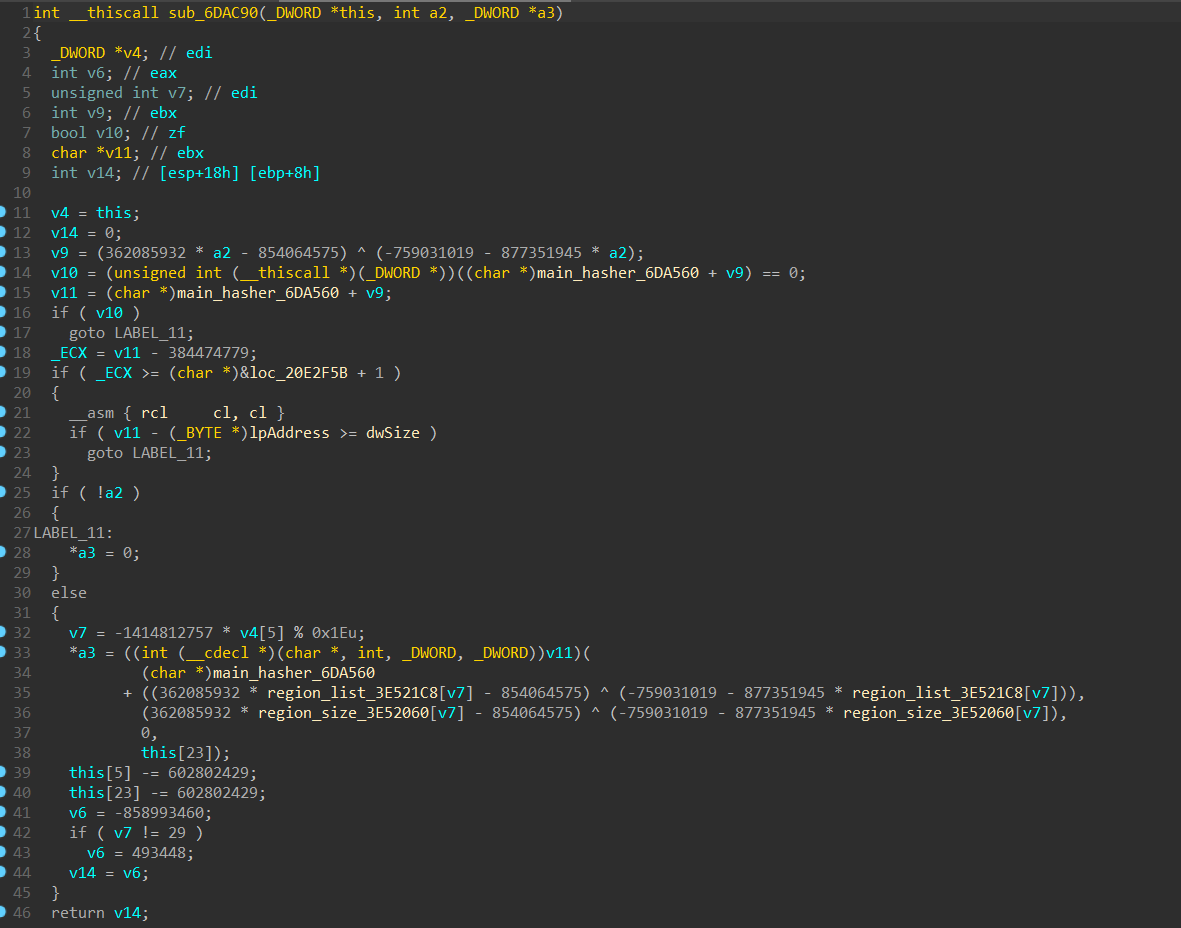 1 int __thiscall sub_6DAC90(_DWORD *this, int a2, _DWORD *a3)
2 {
3   _DWORD *v4; // edi
4   int v6; // eax
5   unsigned int v7; // edi
6   int v9; // ebx
7   bool v10; // zf
8   char *v11; // ebx
9   int v14; // [esp+18h] [ebp+8h]
10
11   v4 = this;
12   v14 = 0;
13   v9 = (362085932 * a2 - 854064575) ^ (-759031019 - 877351945 * a2);
14   v10 = (unsigned int (__thiscall *)(_DWORD *))((char *)main_hasher_6DA560 + v9) == 0;
15   v11 = (char *)main_hasher_6DA560 + v9;
16   if ( v10 )
17     goto LABEL_11;
18   _ECX = v11 - 384474779;
19   if ( _ECX >= (char *)&loc_20E2F5B + 1 )
20   {
21     __asm { rcl     cl, cl }
22     if ( v11 - (_BYTE *)lpAddress >= dwSize )
23       goto LABEL_11;
24   }
25   if ( !a2 )
26   {
27 LABEL_11:
28     *a3 = 0;
29   }
30   else
31   {
32     v7 = -1414812757 * v4[5] % 0x1Eu;
33     *a3 = ((int (__cdecl *)(char *, int, _DWORD, _DWORD))v11)(
34             (char *)main_hasher_6DA560
35           + ((362085932 * region_list_3E521C8[v7] - 854064575) ^ (-759031019 - 877351945 * region_list_3E521C8[v7])),
36             (362085932 * region_size_3E52060[v7] - 854064575) ^ (-759031019 - 877351945 * region_size_3E52060[v7]),
37             0,
38             this[23]);
39     this[5] -= 602802429;
40     this[23] -= 602802429;
41     v6 = -858993460;
42     if ( v7 != 29 )
43       v6 = 493448;
44     v14 = v6;
45   }
46   return v14;